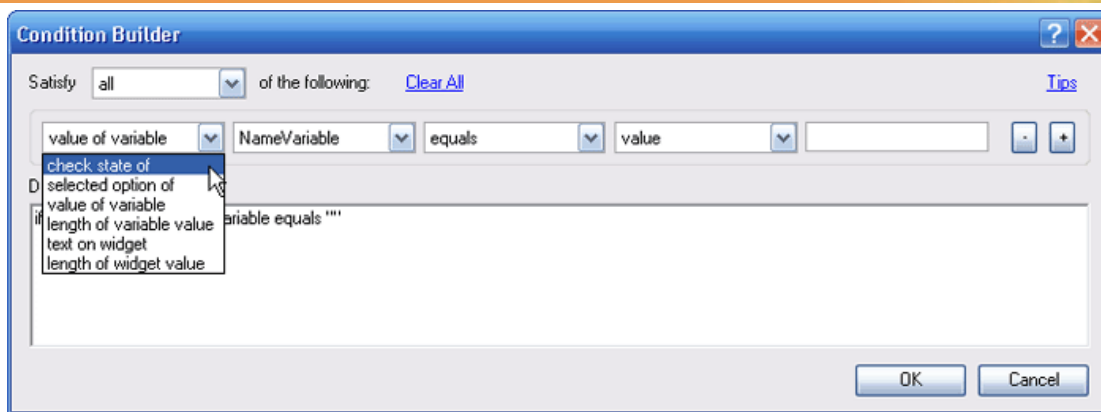 Condition Builder
Satisfy all of the following: Clear All Tips
value of variable NameVariable equals value - +
check state of
D
selected option of
value of variable
if ariable equals ""
length of variable value
text on widget
length of widget value
OK Cancel